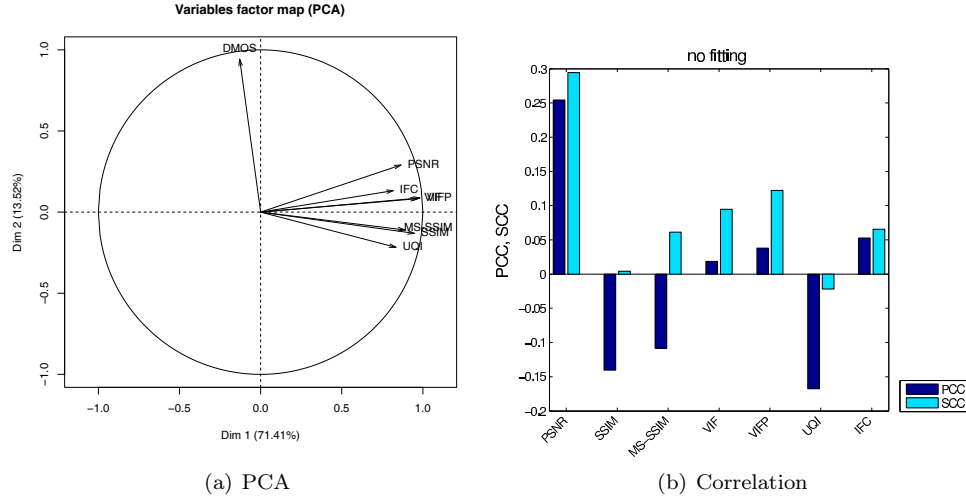 Variables factor map (PCA)
DMOS
PSNR
IFC
VIFP
MS-SSIM
SSIM
UQI
1.0
0.5
0.0
−0.5
−1.0
Dim 2 (13.52%)
−1.0 −0.5 0.0 0.5 1.0
Dim 1 (71.41%)
(a) PCA
no fitting
0.3
0.25
0.2
0.15
0.1
0.05
0
−0.05
−0.1
−0.15
−0.2
PCC, SCC
PSNR SSIM MS−SSIM VIF VIFP UQI IFC
PCC
SCC
(b) Correlation